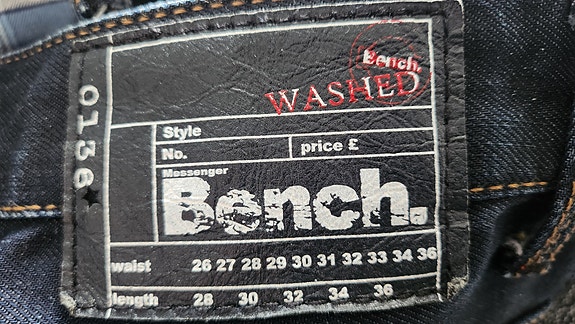 Bench.
WASHED
0136
Style
No.
price £
Messenger
Bench.
waist 26 27 28 29 30 31 32 33 34 36
length 28 30 32 34 36